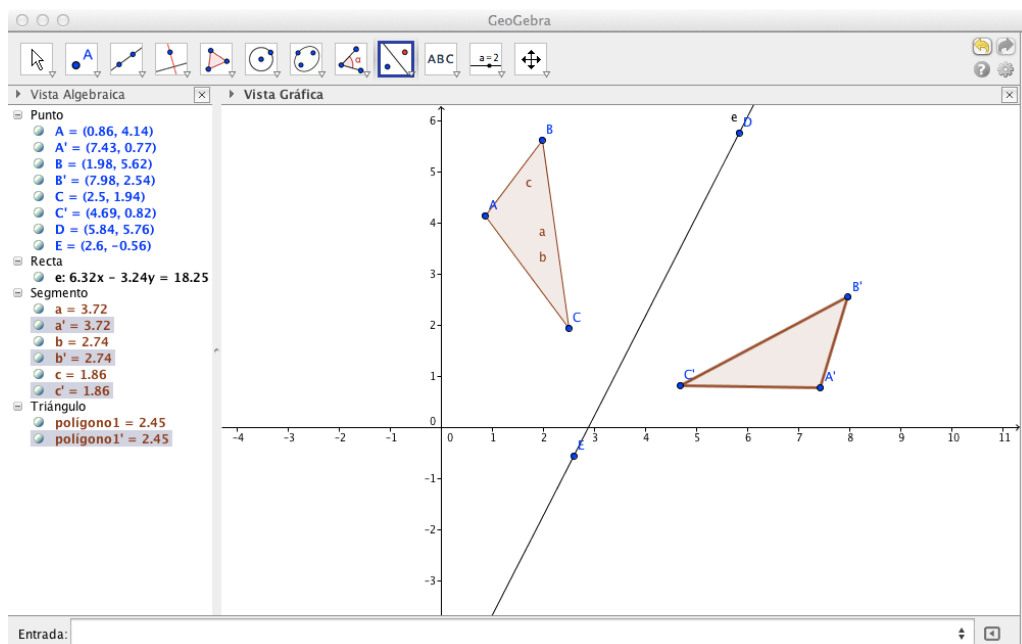 GeoGebra
A
α
ABC
a=2
Vista Algebraica
Vista Gráfica
Punto
A = (0.86, 4.14)
A' = (7.43, 0.77)
B = (1.98, 5.62)
B' = (7.98, 2.54)
C = (2.5, 1.94)
C' = (4.69, 0.82)
D = (5.84, 5.76)
E = (2.6, -0.56)
Recta
e: 6.32x - 3.24y = 18.25
Segmento
a = 3.72
a' = 3.72
b = 2.74
b' = 2.74
c = 1.86
c' = 1.86
Triángulo
polígono1 = 2.45
polígono1' = 2.45
6
e
D
B
5
c
A
4
a
b
3
B'
C
2
1
C'
A'
0
-4 -3 -2 -1 0 1 2 3 4 5 6 7 8 9 10 11
E
-1
-2
-3
Entrada: